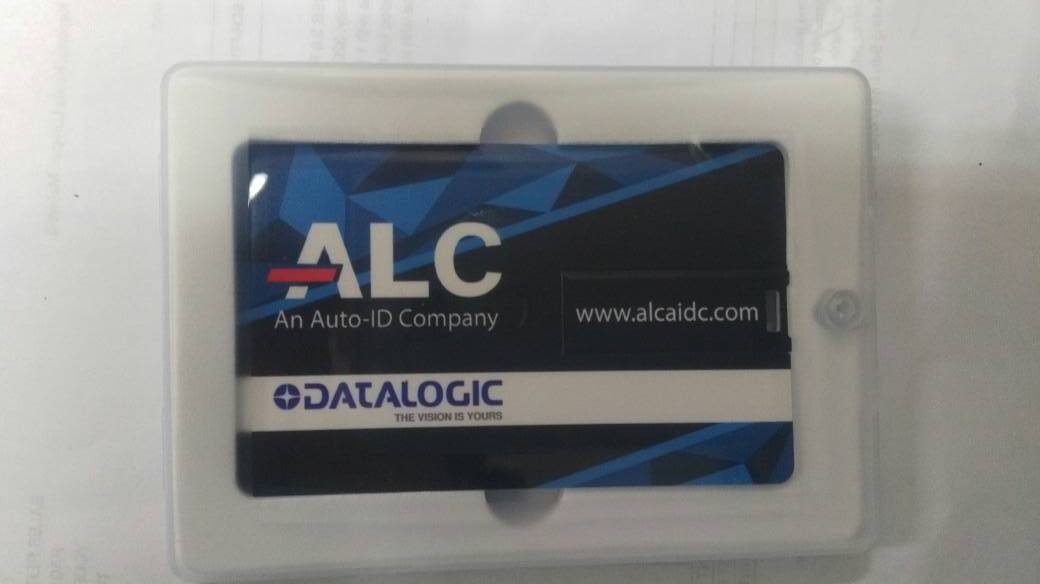 ALC
An Auto-ID Company
www.alcaidc.com
DATALOGIC
THE VISION IS YOURS